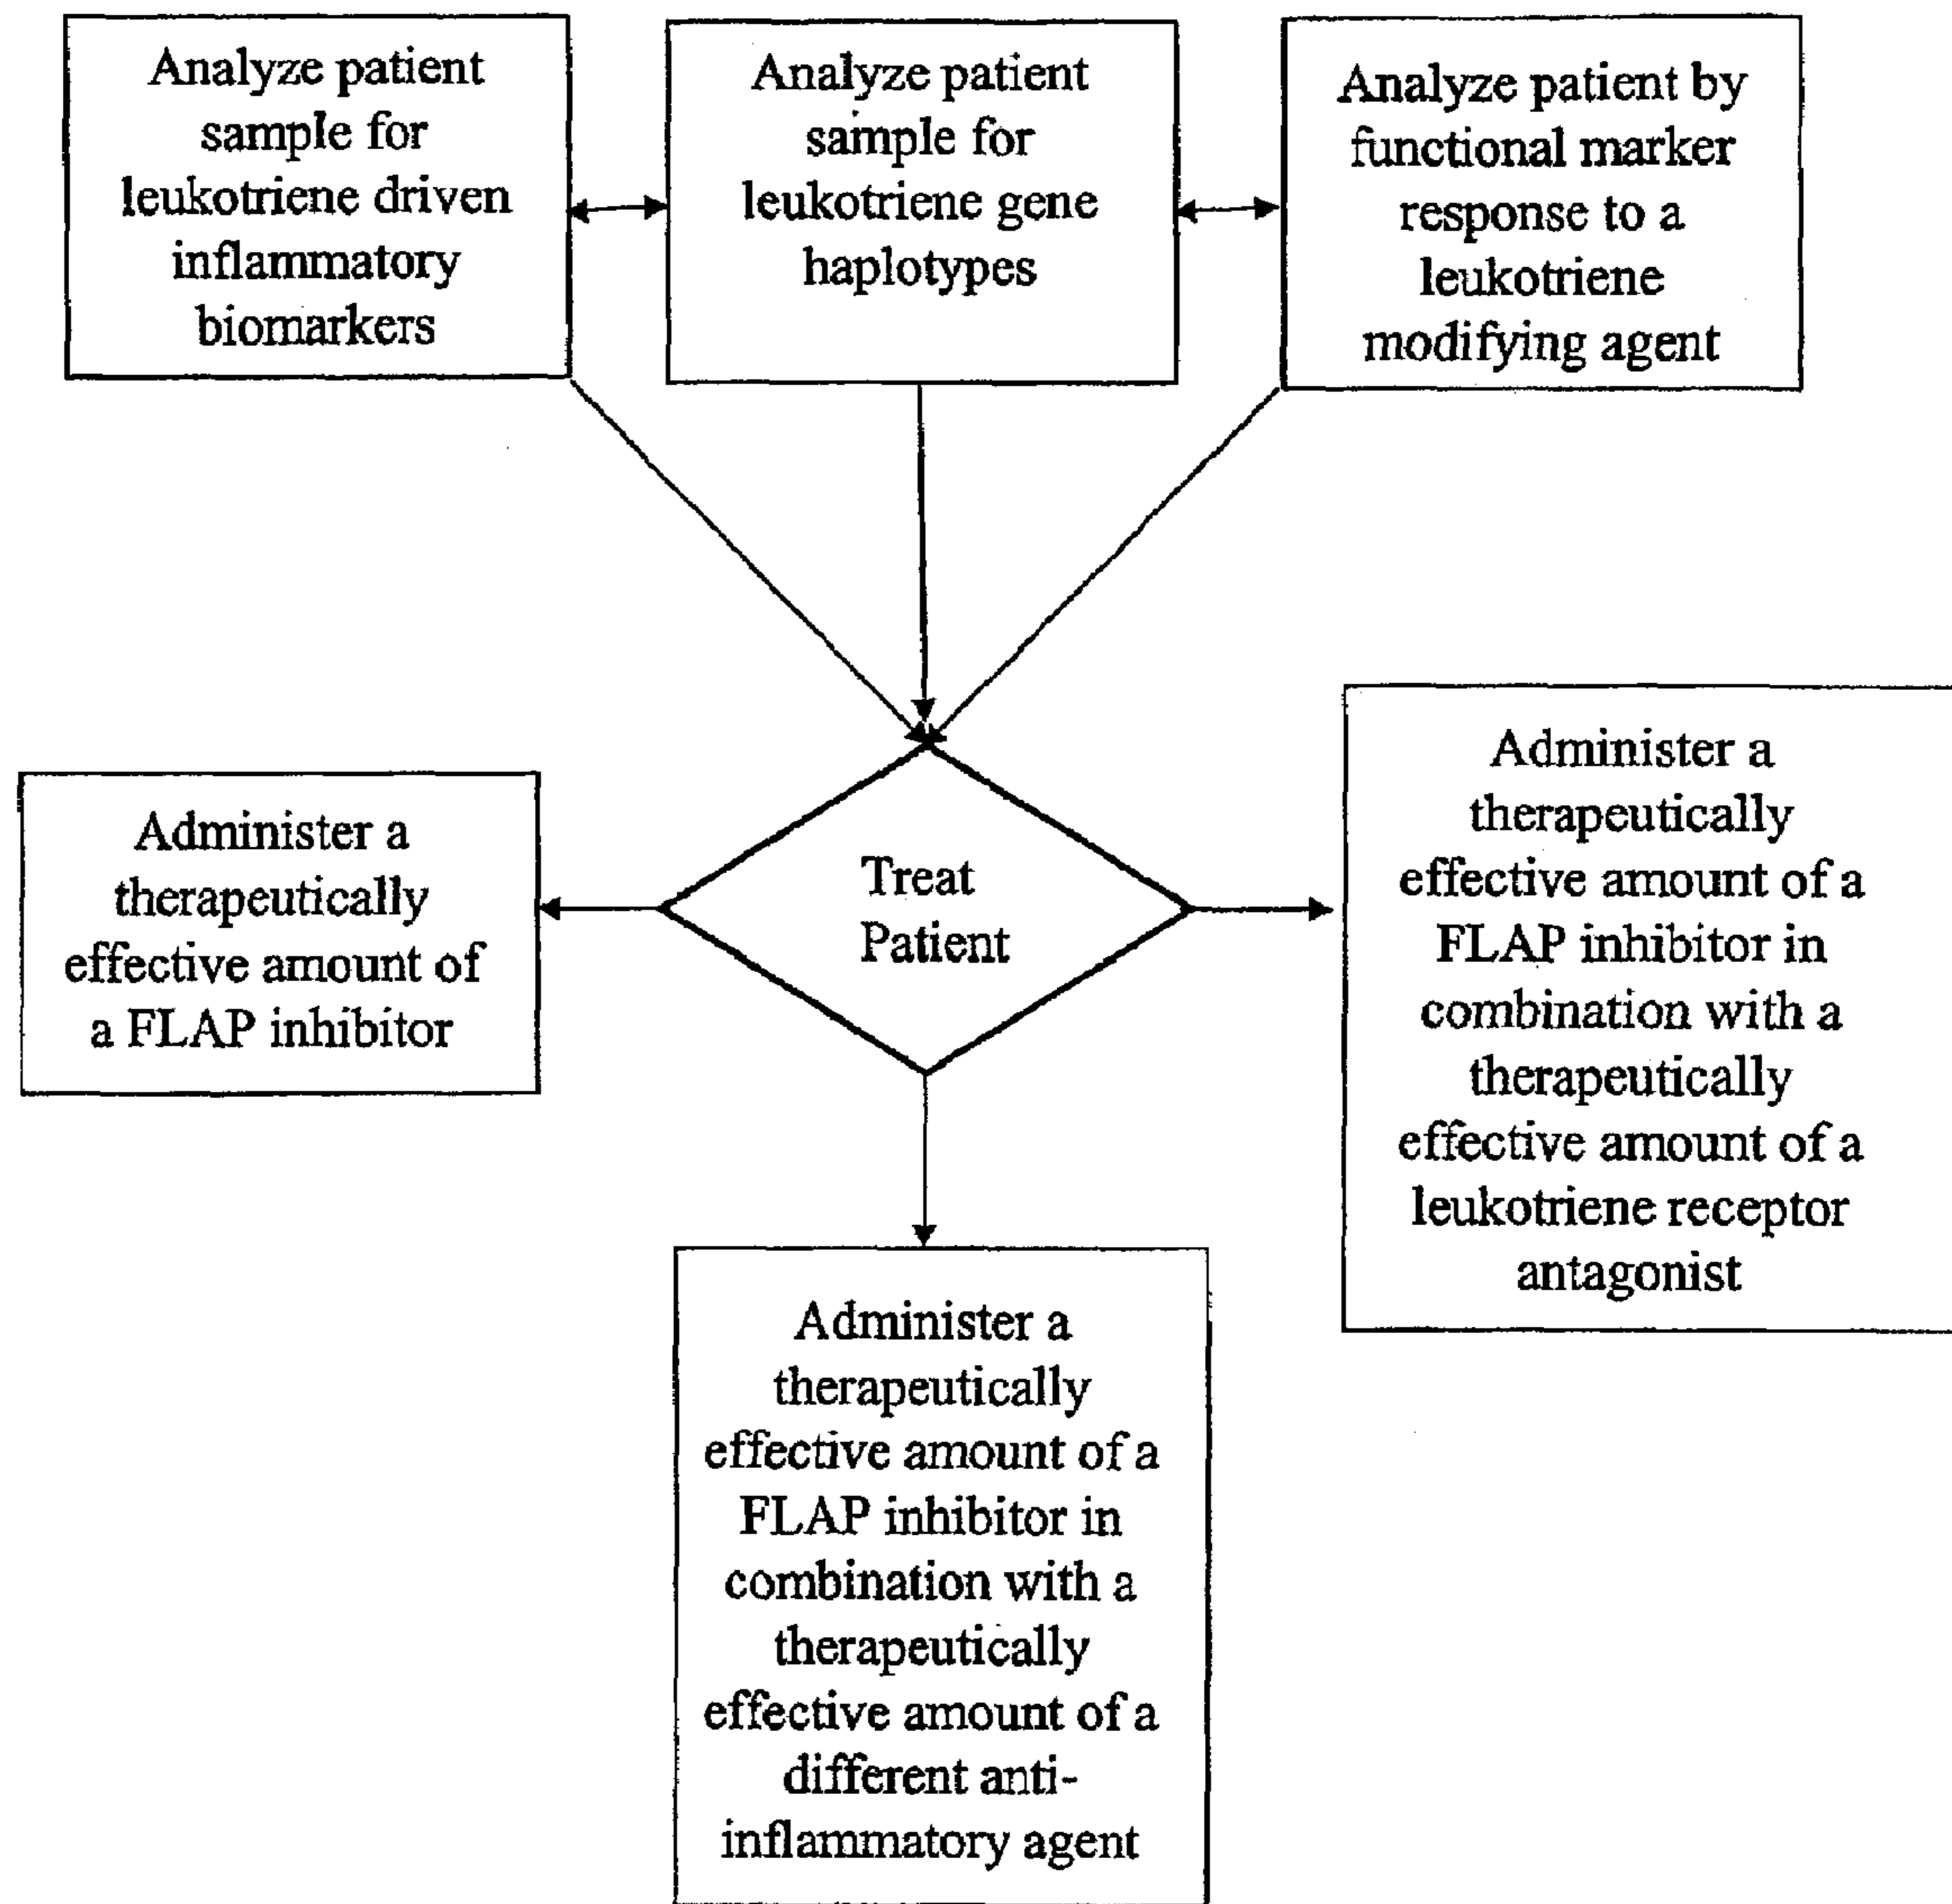 Analyze patient
sample for
leukotriene driven
inflammatory
biomarkers
Analyze patient
sample for
leukotriene gene
haplotypes
Analyze patient by
functional marker
response to a
leukotriene
modifying agent
Treat
Patient
Administer a
therapeutically
effective amount of
a FLAP inhibitor
Administer a
therapeutically
effective amount of a
FLAP inhibitor in
combination with a
therapeutically
effective amount of a
leukotriene receptor
antagonist
Administer a
therapeutically
effective amount of a
FLAP inhibitor in
combination with a
therapeutically
effective amount of a
different anti-
inflammatory agent